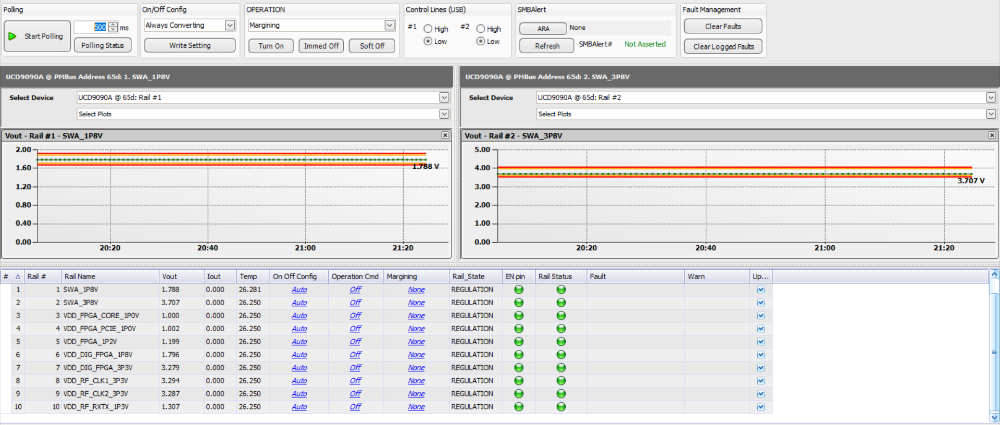 Polling
Start Polling
500 ms
Polling Status
On/Off Config
Always Converting
Write Setting
OPERATION
Margining
Turn On Immed Off Soft Off
Control Lines (USB)
#1 High #2 High
Low Low
SMBAlert
ARA None
Refresh SMBAlert# Not Asserted
Fault Management
Clear Faults
Clear Logged Faults
UCD9090A @ PMBus Address 65d: 1. SWA_1P8V
Select Device UCD9090A @ 65d: Rail #1
Select Plots
Vout - Rail #1 - SWA_1P8V
2.00
1.60
1.20
0.80
0.40
0.00
1.788 V
20:20 20:40 21:00 21:20
UCD9090A @ PMBus Address 65d: 2. SWA_3P8V
Select Device UCD9090A @ 65d: Rail #2
Select Plots
Vout - Rail #2 - SWA_3P8V
5.00
4.00
3.00
2.00
1.00
0.00
3.707 V
20:20 20:40 21:00 21:20
# Rail # Rail Name Vout Iout Temp On Off Config Operation Cmd Margining Rail_State EN pin Rail Status Fault Warn Up...
1 1 SWA_1P8V 1.788 0.000 26.281 Auto Off None REGULATION
2 2 SWA_3P8V 3.707 0.000 26.250 Auto Off None REGULATION
3 3 VDD_FPGA_CORE_1P0V 1.000 0.000 26.250 Auto Off None REGULATION
4 4 VDD_FPGA_PCIE_1P0V 1.002 0.000 26.250 Auto Off None REGULATION
5 5 VDD_FPGA_1P2V 1.199 0.000 26.250 Auto Off None REGULATION
6 6 VDD_DIG_FPGA_1P8V 1.796 0.000 26.250 Auto Off None REGULATION
7 7 VDD_DIG_FPGA_3P3V 3.279 0.000 26.250 Auto Off None REGULATION
8 8 VDD_RF_CLK1_3P3V 3.294 0.000 26.250 Auto Off None REGULATION
9 9 VDD_RF_CLK2_3P3V 3.287 0.000 26.250 Auto Off None REGULATION
10 10 VDD_RF_RXTX_1P3V 1.307 0.000 26.250 Auto Off None REGULATION